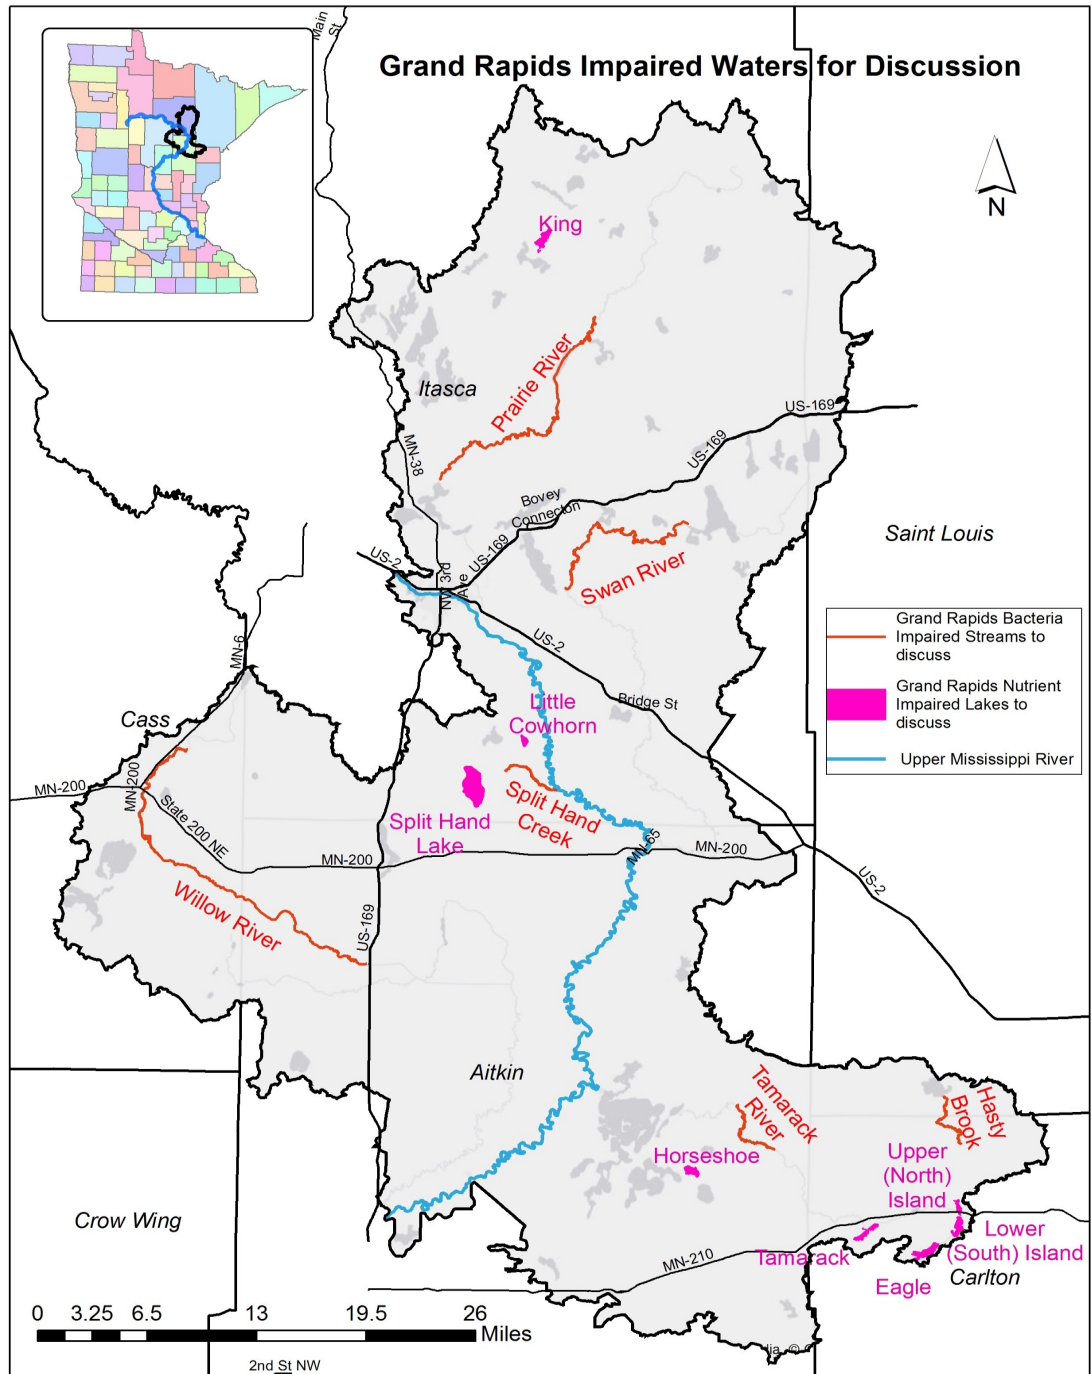 Main
St
Grand Rapids Impaired Waters for Discussion
N
King
Prairie River
Itasca
MN-38
US-169
US-169
Bovey
Connection
US-169
US-2
NW 3rd
Ave
Swan River
Saint Louis
Grand Rapids Bacteria
Impaired Streams to
discuss
Grand Rapids Nutrient
Impaired Lakes to
discuss
Upper Mississippi River
US-2
MN-6
Bridge St
Little
Cowhorn
Cass
MN-200
MN-200
State 200 NE
Split Hand
Lake
Split Hand
Creek
MN-65
MN-200
MN-200
US-2
Willow River
US-169
Aitkin
Tamarack
River
Hasty
Brook
Horseshoe
Upper
(North)
Island
Crow Wing
Tamarack
Lower
(South) Island
Eagle
Carlton
MN-210
0 3.25 6.5 13 19.5 26
Miles
2nd St NW